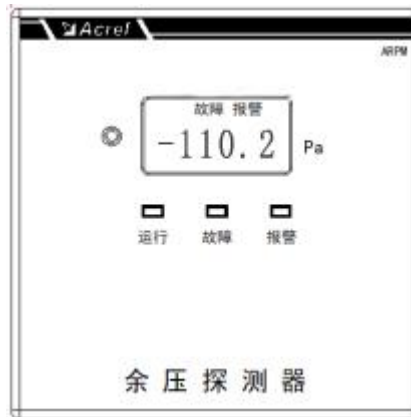 Acrel
ARPM
故障 报警
-110.2 Pa
运行 故障 报警
余压探测器